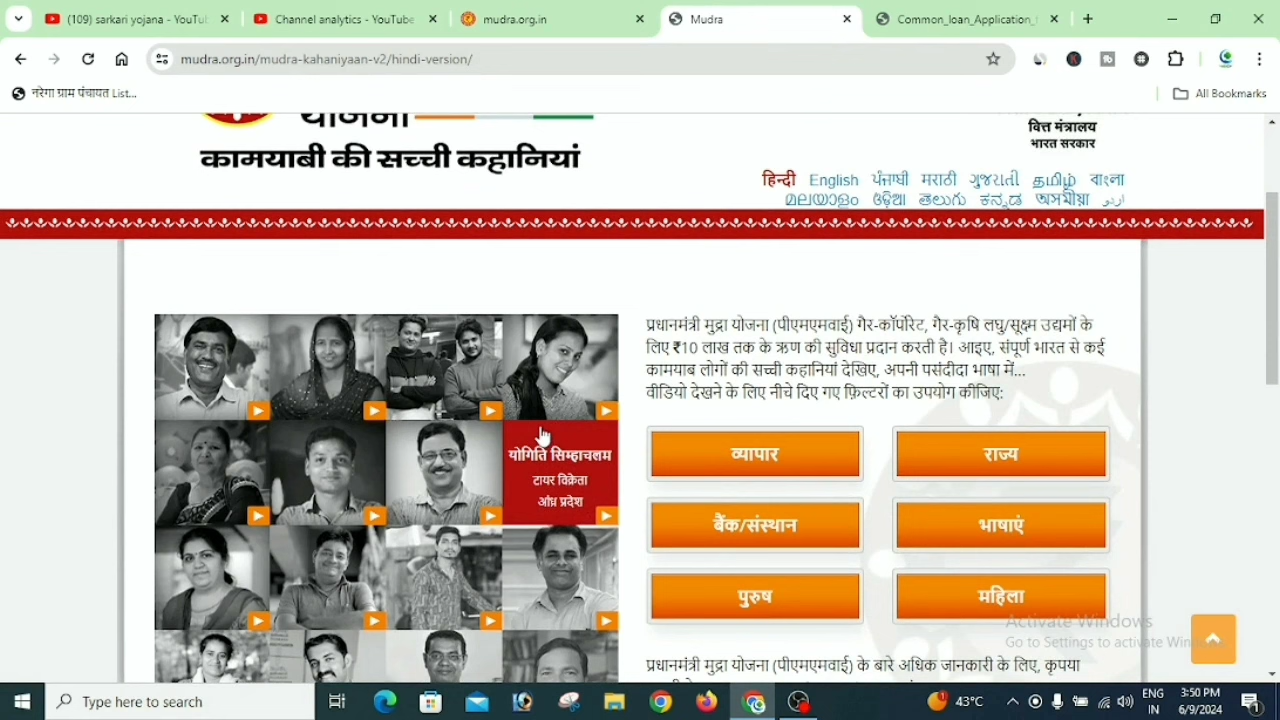 (109) sarkari yojana - YouTu
Channel analytics - YouTube
mudra.org.in
Mudra
Common_loan_Application_
mudra.org.in/mudra-kahaniyaan-v2/hindi-version/
नरेगा ग्राम पंचायत List...
All Bookmarks
योजना
कामयाबी की सच्ची कहानियां
वित्त मंत्रालय
भारत सरकार
हिन्दी English ਪੰਜਾਬੀ मराठी ગુજરાતી தமிழ் বাংলা
മലയാളം ଓଡ଼ିଆ తెలుగు ಕನ್ನಡ অসমীয়া اردو
प्रधानमंत्री मुद्रा योजना (पीएमएमवाई) गैर-कॉर्पोरेट, गैर-कृषि लघु/सूक्ष्म उद्यमों के
लिए ₹10 लाख तक के ऋण की सुविधा प्रदान करती है। आइए, संपूर्ण भारत से कई
कामयाब लोगों की सच्ची कहानियां देखिए, अपनी पसंदीदा भाषा में...
वीडियो देखने के लिए नीचे दिए गए फ़िल्टरों का उपयोग कीजिए:
योगिति सिम्हाचलम
टायर विक्रेता
आंध्र प्रदेश
व्यापार
राज्य
बैंक/संस्थान
भाषाएं
पुरुष
महिला
Activate Windows
Go to Settings to activate Win
प्रधानमंत्री मुद्रा योजना (पीएमएमवाई) के बारे अधिक जानकारी के लिए, कृपया
Type here to search
43°C
ENG
IN
3:50 PM
6/9/2024